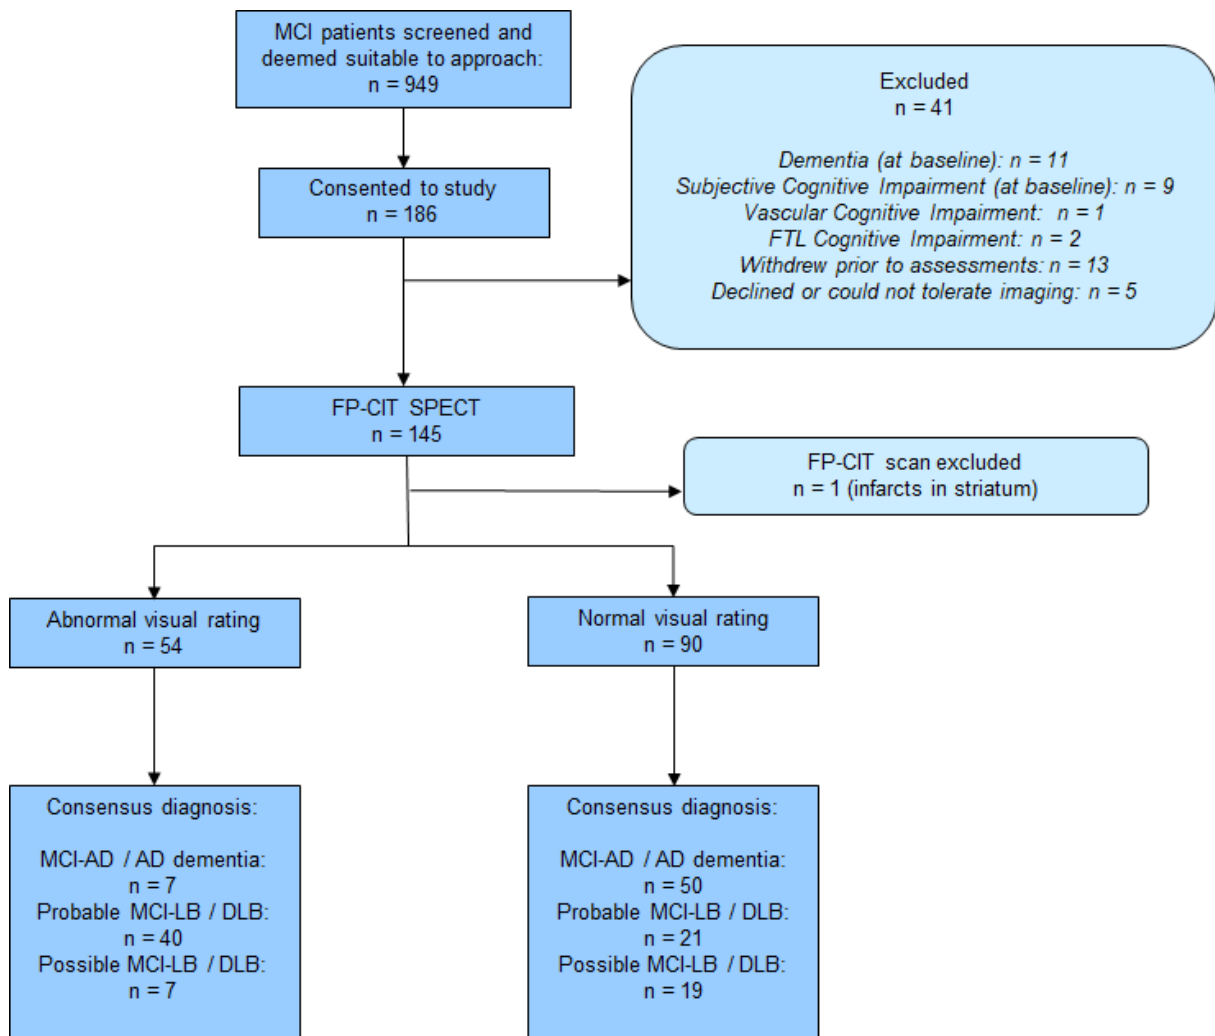 MCI patients screened and
deemed suitable to approach:
n = 949
Excluded
n = 41
Dementia (at baseline): n = 11
Subjective Cognitive Impairment (at baseline): n = 9
Vascular Cognitive Impairment: n = 1
FTL Cognitive Impairment: n = 2
Withdrew prior to assessments: n = 13
Declined or could not tolerate imaging: n = 5
Consented to study
n = 186
FP-CIT SPECT
n = 145
FP-CIT scan excluded
n = 1 (infarcts in striatum)
Abnormal visual rating
n = 54
Normal visual rating
n = 90
Consensus diagnosis:
MCI-AD / AD dementia:
n = 7
Probable MCI-LB / DLB:
n = 40
Possible MCI-LB / DLB:
n = 7
Consensus diagnosis:
MCI-AD / AD dementia:
n = 50
Probable MCI-LB / DLB:
n = 21
Possible MCI-LB / DLB:
n = 19